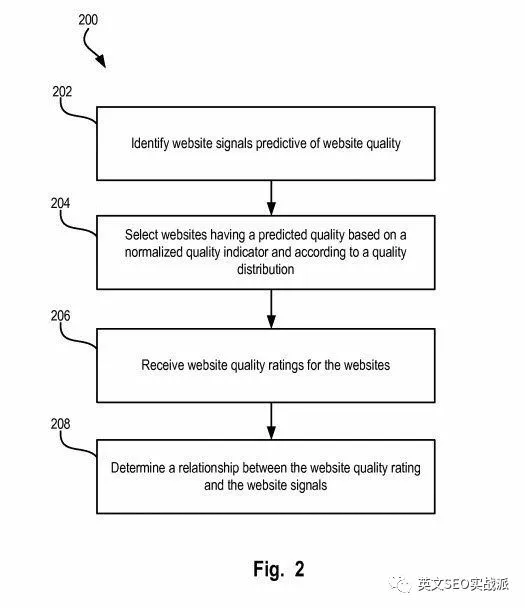 200
202
Identify website signals predictive of website quality
204
Select websites having a predicted quality based on a
normalized quality indicator and according to a quality
distribution
206
Receive website quality ratings for the websites
208
Determine a relationship between the website quality rating
and the website signals
Fig. 2
英文SEO实战派